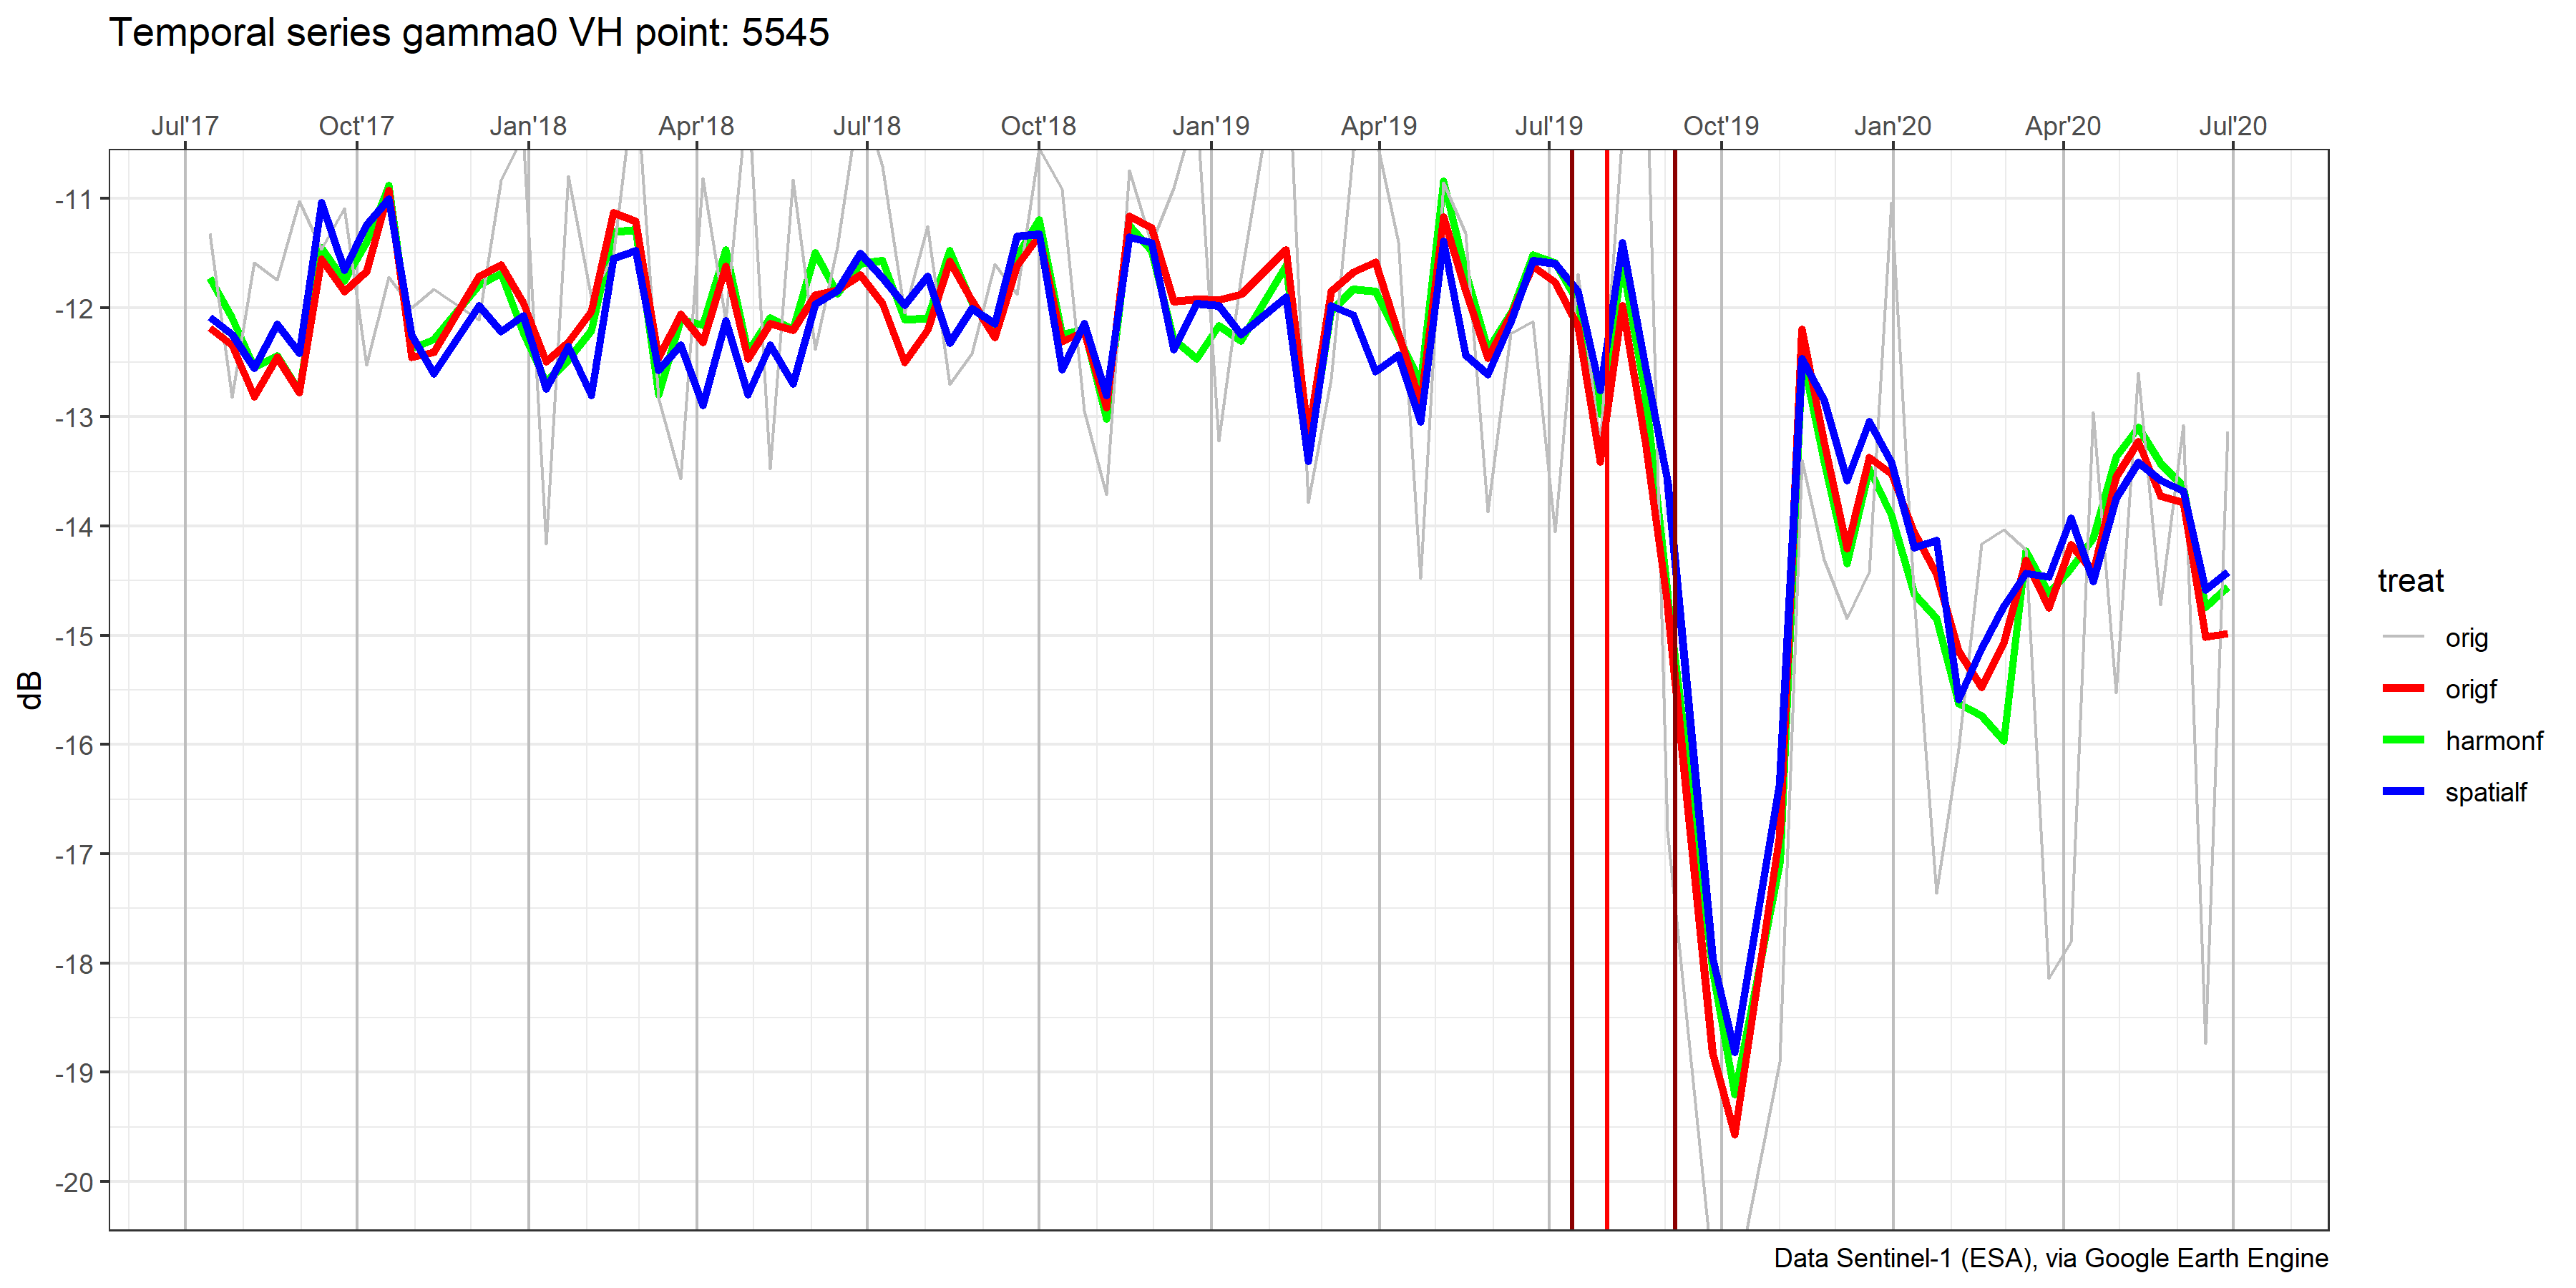 Temporal series gamma0 VH point: 5545
Jul'17 Oct'17 Jan'18 Apr'18 Jul'18 Oct'18 Jan'19 Apr'19 Jul'19 Oct'19 Jan'20 Apr'20 Jul'20
-11
-12
-13
-14
-15
-16
-17
-18
-19
-20
dB
treat
orig
origf
harmonf
spatialf
Data Sentinel-1 (ESA), via Google Earth Engine